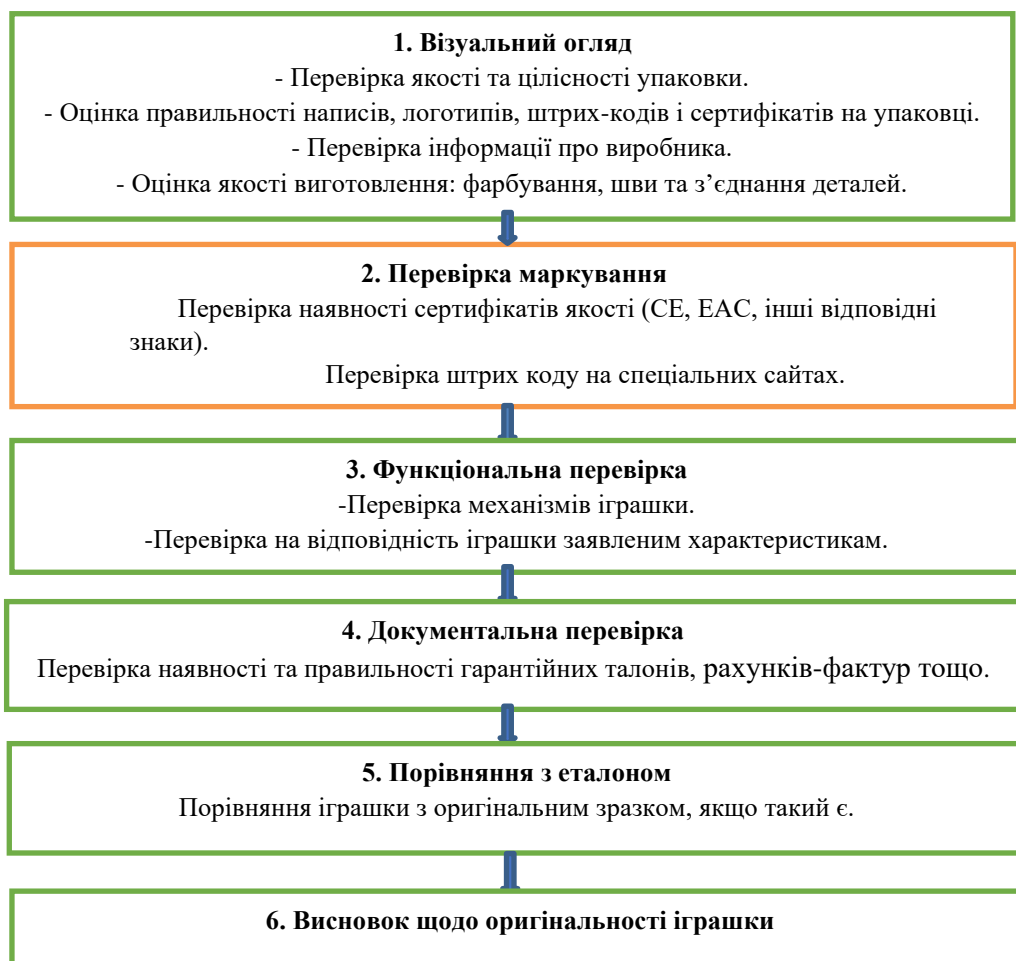 1. Візуальний огляд
- Перевірка якості та цілісності упаковки.
- Оцінка правильності написів, логотипів, штрих-кодів і сертифікатів на упаковці.
- Перевірка інформації про виробника.
- Оцінка якості виготовлення: фарбування, шви та з’єднання деталей.
2. Перевірка маркування
Перевірка наявності сертифікатів якості (CE, EAC, інші відповідні
знаки).
Перевірка штрих коду на спеціальних сайтах.
3. Функціональна перевірка
-Перевірка механізмів іграшки.
-Перевірка на відповідність іграшки заявленим характеристикам.
4. Документальна перевірка
Перевірка наявності та правильності гарантійних талонів, рахунків-фактур тощо.
5. Порівняння з еталоном
Порівняння іграшки з оригінальним зразком, якщо такий є.
6. Висновок щодо оригінальності іграшки